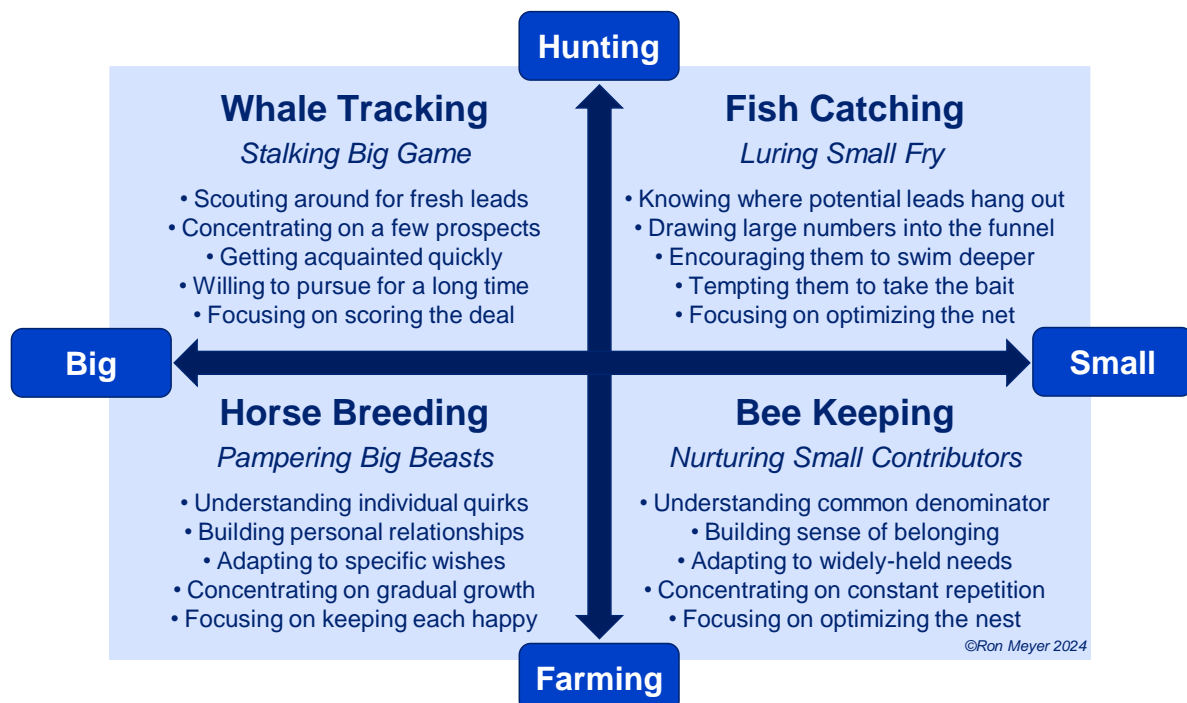 Hunting
Whale Tracking
Stalking Big Game
• Scouting around for fresh leads
• Concentrating on a few prospects
• Getting acquainted quickly
• Willing to pursue for a long time
• Focusing on scoring the deal
Fish Catching
Luring Small Fry
• Knowing where potential leads hang out
• Drawing large numbers into the funnel
• Encouraging them to swim deeper
• Tempting them to take the bait
• Focusing on optimizing the net
Big
Small
Horse Breeding
Pampering Big Beasts
• Understanding individual quirks
• Building personal relationships
• Adapting to specific wishes
• Concentrating on gradual growth
• Focusing on keeping each happy
Bee Keeping
Nurturing Small Contributors
• Understanding common denominator
• Building sense of belonging
• Adapting to widely-held needs
• Concentrating on constant repetition
• Focusing on optimizing the nest
©Ron Meyer 2024
Farming